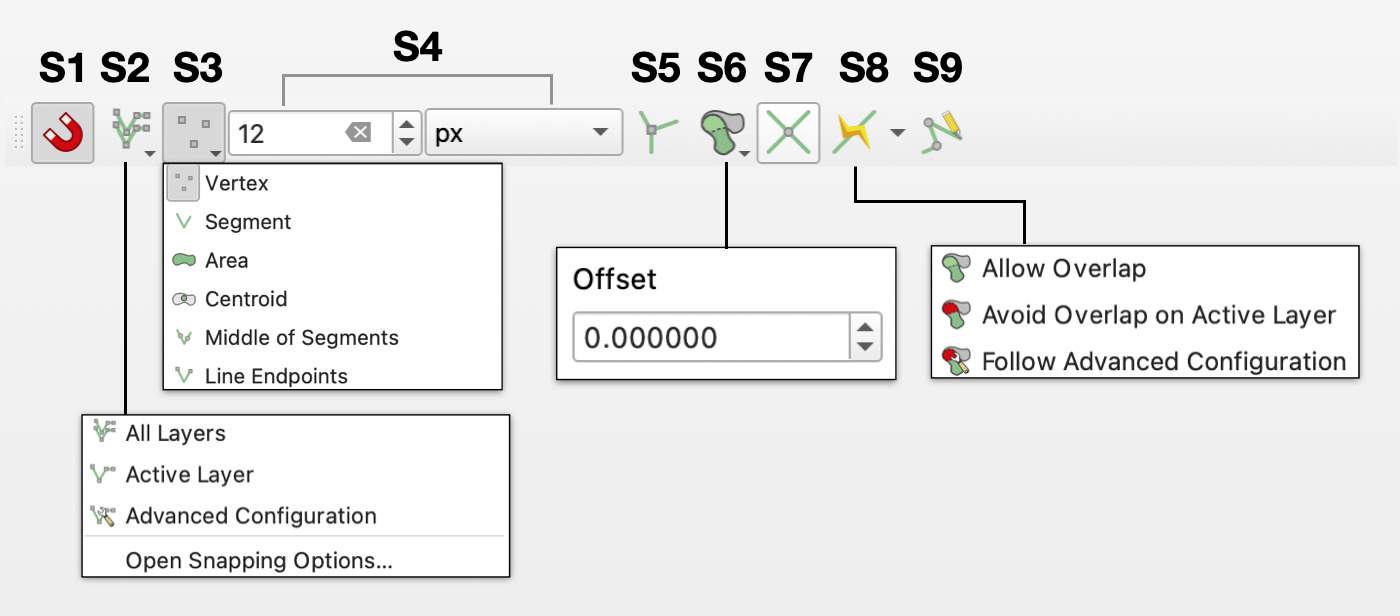 S1 S2 S3 S4 S5 S6 S7 S8 S9
12 px
Vertex
Segment
Area
Centroid
Middle of Segments
Line Endpoints
Offset
0.000000
Allow Overlap
Avoid Overlap on Active Layer
Follow Advanced Configuration
All Layers
Active Layer
Advanced Configuration
Open Snapping Options...